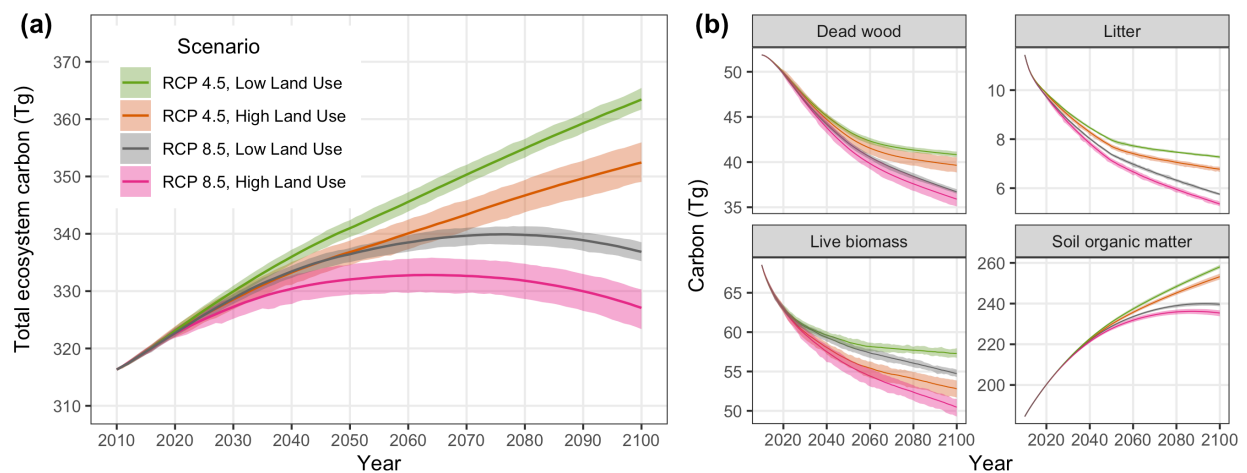 (a)
Scenario
RCP 4.5, Low Land Use
RCP 4.5, High Land Use
RCP 8.5, Low Land Use
RCP 8.5, High Land Use
Total ecosystem carbon (Tg)
370
360
350
340
330
320
310
2010 2020 2030 2040 2050 2060 2070 2080 2090 2100
Year
(b)
Carbon (Tg)
Dead wood
50
45
40
35
Litter
10
8
6
Live biomass
65
60
55
50
2020 2040 2060 2080 2100
Soil organic matter
260
240
220
200
2020 2040 2060 2080 2100
Year